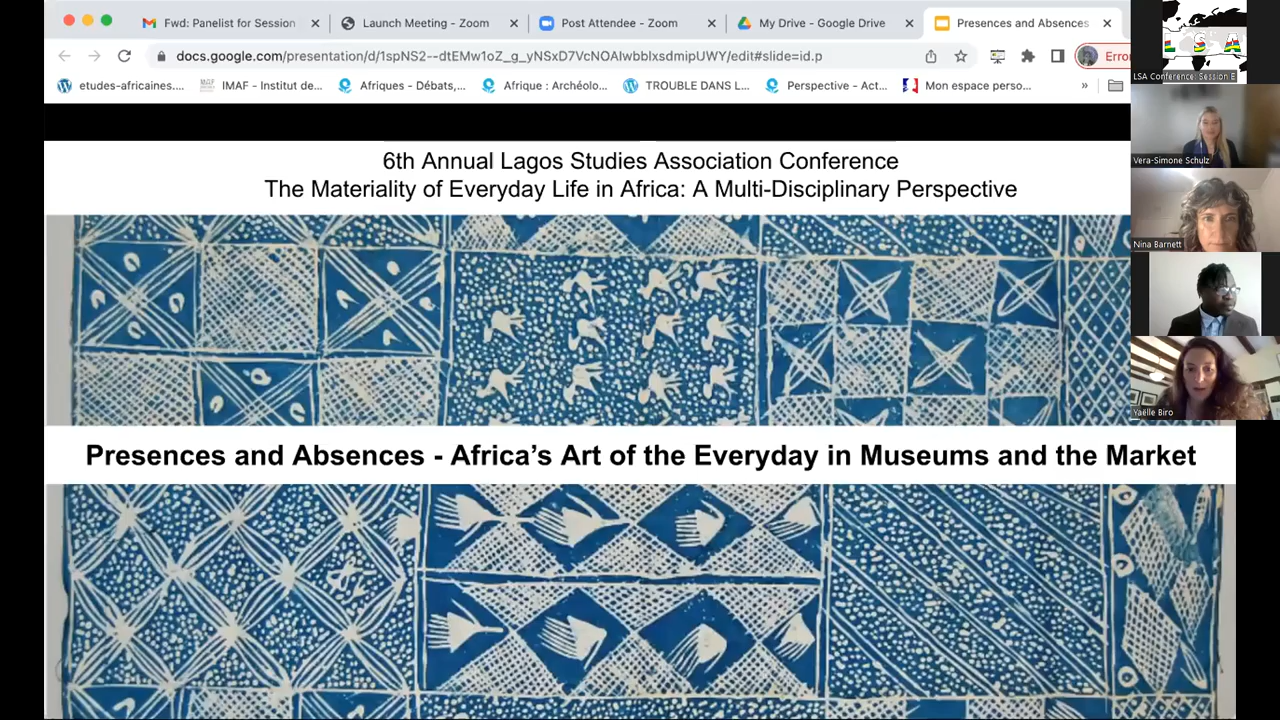 Fwd: Panelist for Session
Launch Meeting - Zoom
Post Attendee - Zoom
My Drive - Google Drive
Presences and Absences
docs.google.com/presentation/d/
edit#slide=id.p
Erro
etudes-africaines....
IMAF - Institut de...
Afriques - Débats,...
Afrique : Archéolo...
TROUBLE DANS L...
Perspective - Act...
Mon espace perso...
»
6th Annual Lagos Studies Association Conference
The Materiality of Everyday Life in Africa: A Multi-Disciplinary Perspective
Presences and Absences - Africa's Art of the Everyday in Museums and the Market
L S A
LSA Conference: Session E
Vera-Simone Schulz
Nina Barnett
Yaëlle Biro